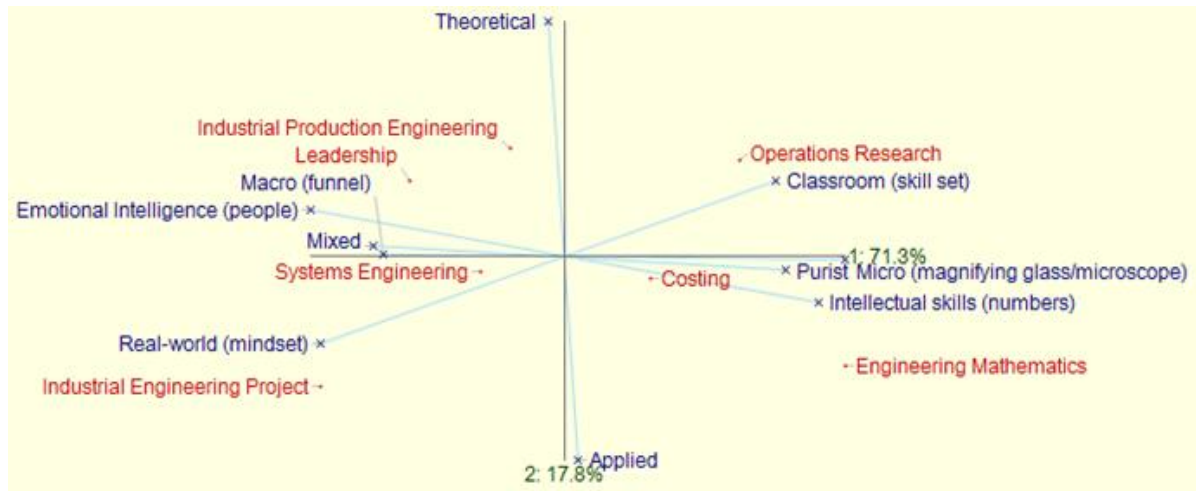 Theoretical
Industrial Production Engineering
Leadership
Operations Research
Macro (funnel)
Classroom (skill set)
Emotional Intelligence (people)
Mixed
1: 71.3%
Systems Engineering
Costing
Purist Micro (magnifying glass/microscope)
Intellectual skills (numbers)
Real-world (mindset)
Engineering Mathematics
Industrial Engineering Project
Applied
2: 17.8%